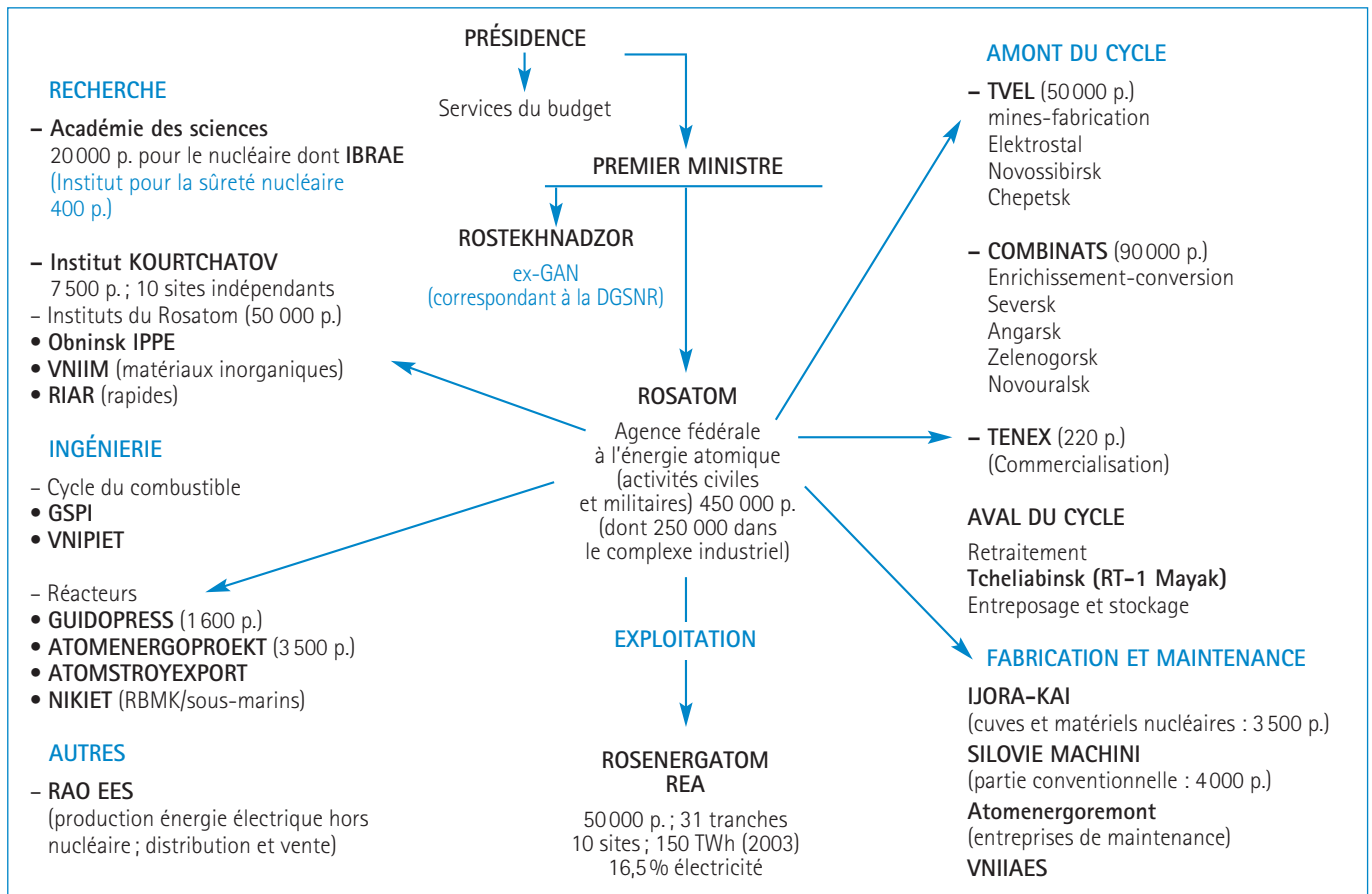 PRÉSIDENCE
Services du budget
PREMIER MINISTRE
ROSTEKHNADZOR
ex-GAN
(correspondant à la DGSNR)
RECHERCHE
– Académie des sciences
20 000 p. pour le nucléaire dont IBRAE
(Institut pour la sûreté nucléaire
400 p.)
– Institut KOURTCHATOV
7 500 p. ; 10 sites indépendants
– Instituts du Rosatom (50 000 p.)
• Obninsk IPPE
• VNIIM (matériaux inorganiques)
• RIAR (rapides)
INGÉNIERIE
– Cycle du combustible
• GSPI
• VNIPIET
– Réacteurs
• GUIDOPRESS (1 600 p.)
• ATOMENERGOPROEKT (3 500 p.)
• ATOMSTROYEXPORT
• NIKIET (RBMK/sous-marins)
AUTRES
– RAO EES
(production énergie électrique hors
nucléaire ; distribution et vente)
ROSATOM
Agence fédérale
à l'énergie atomique
(activités civiles
et militaires) 450 000 p.
(dont 250 000 dans
le complexe industriel)
EXPLOITATION
ROSENERGATOM
REA
50 000 p. ; 31 tranches
10 sites ; 150 TWh (2003)
16,5 % électricité
AMONT DU CYCLE
– TVEL (50 000 p.)
mines-fabrication
Elektrostal
Novossibirsk
Chepetsk
– COMBINATS (90 000 p.)
Enrichissement-conversion
Seversk
Angarsk
Zelenogorsk
Novouralsk
– TENEX (220 p.)
(Commercialisation)
AVAL DU CYCLE
Retraitement
Tcheliabinsk (RT-1 Mayak)
Entreposage et stockage
FABRICATION ET MAINTENANCE
IJORA-KAI
(cuves et matériels nucléaires : 3 500 p.)
SILOVIE MACHINI
(partie conventionnelle : 4 000 p.)
Atomenergoremont
(entreprises de maintenance)
VNIIAES